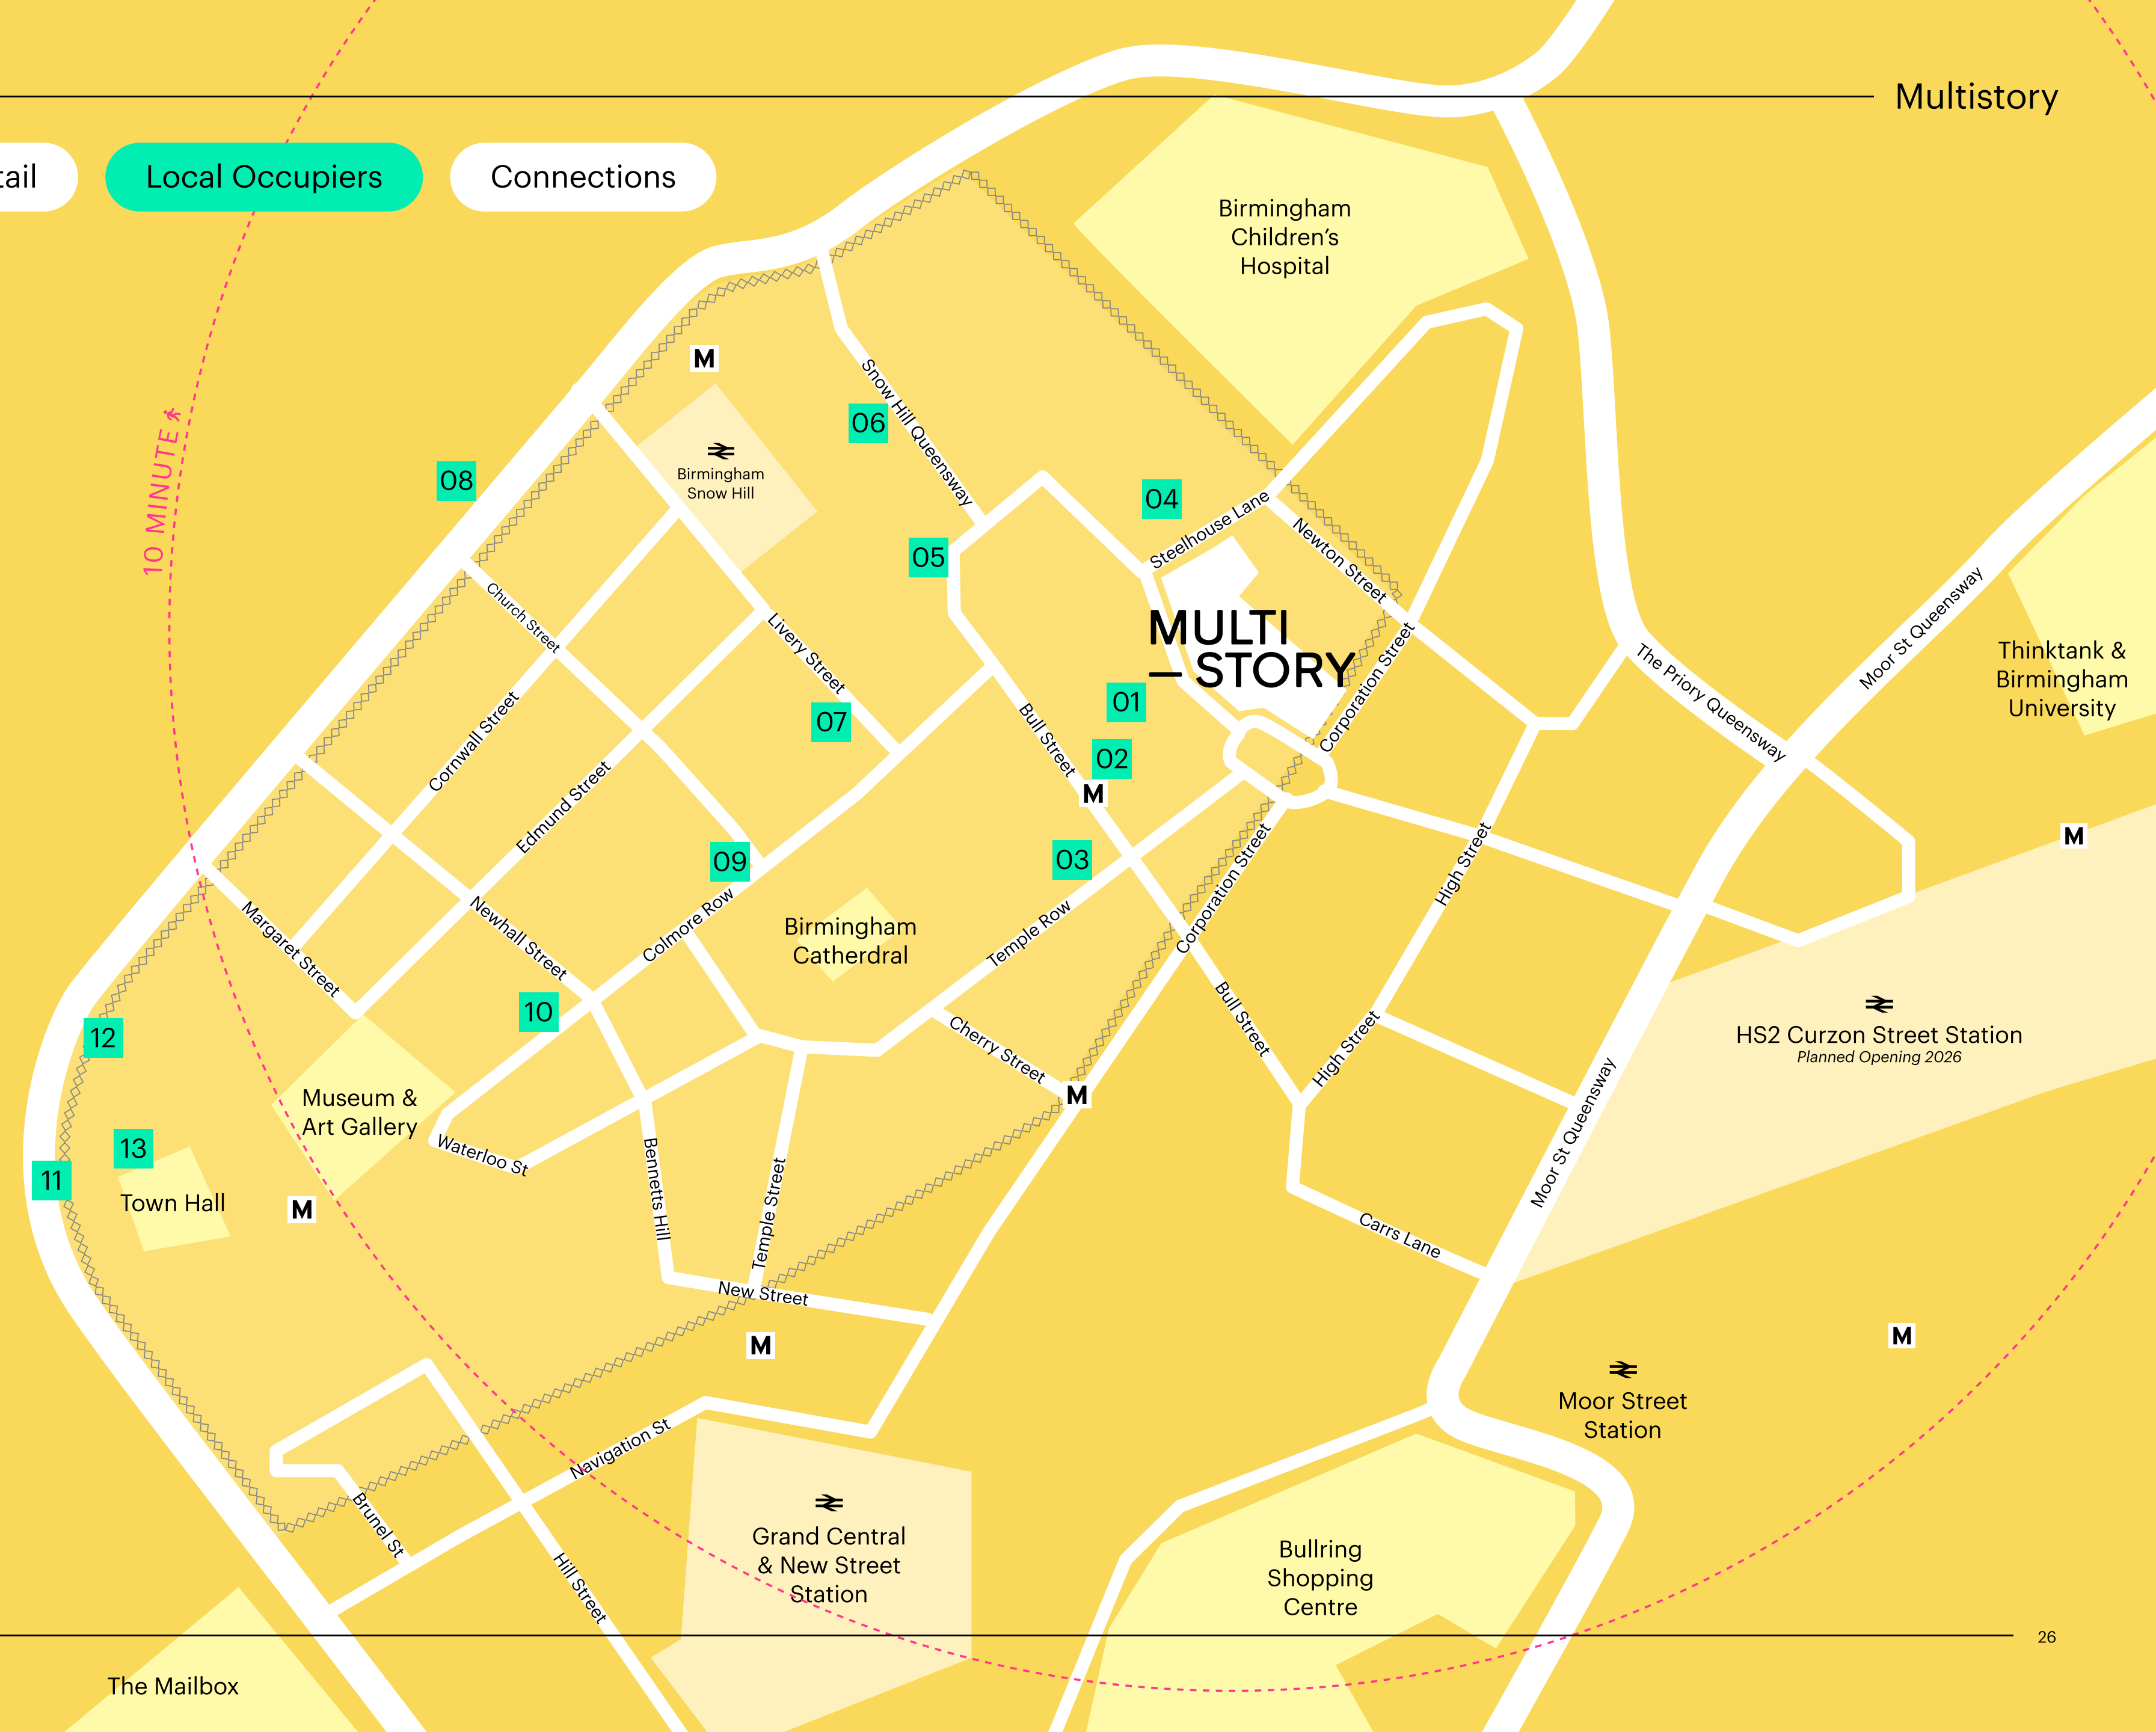 Multistory
tail
Local Occupiers
Connections
Birmingham
Children’s
Hospital
M
Snow Hill Queensway
06
10 MINUTE
08
Birmingham
Snow Hill
04
Steelhouse Lane
Newton Street
05
Church Street
Livery Street
MULTI
— STORY
Corporation Street
The Priory Queensway
Moor St Queensway
Thinktank &
Birmingham
University
01
07
Bull Street
02
M
Cornwall Street
Edmund Street
M
High Street
03
09
Corporation Street
Colmore Row
Birmingham
Catherdral
Temple Row
Margaret Street
Newhall Street
10
Bull Street
HS2 Curzon Street Station
Planned Opening 2026
12
Cherry Street
High Street
M
Museum &
Art Gallery
13
Waterloo St
Bennetts Hill
Temple Street
Moor St Queensway
11
Town Hall
M
Carrs Lane
New Street
M
M
Moor Street
Station
Navigation St
Brunel St
Hill Street
Grand Central
& New Street
Station
Bullring
Shopping
Centre
26
The Mailbox